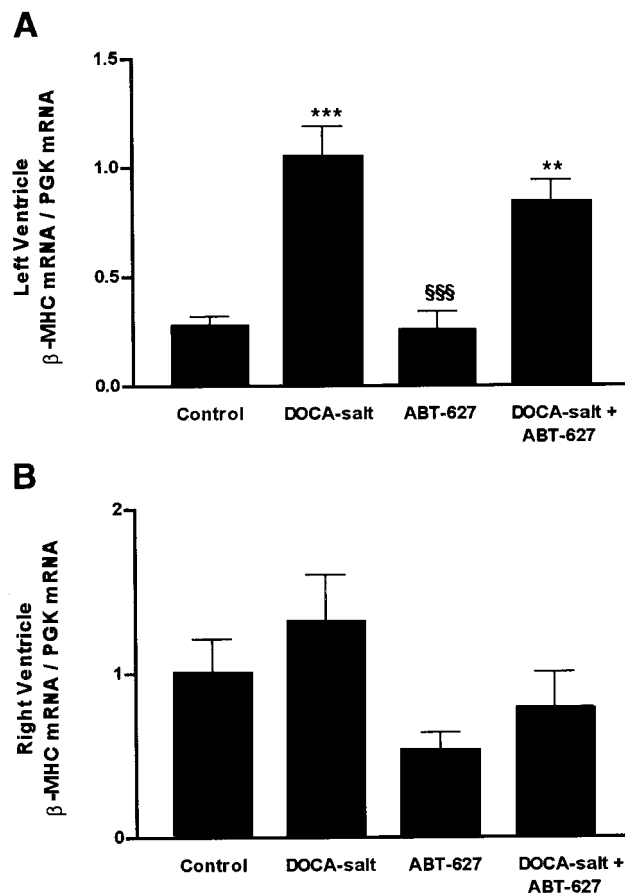 A
Left Ventricle
β-MHC mRNA / PGK mRNA
1.5
1.0
0.5
0.0
***
§§§
**
Control
DOCA-salt
ABT-627
DOCA-salt +
ABT-627
B
Right Ventricle
β-MHC mRNA / PGK mRNA
2
1
0
Control
DOCA-salt
ABT-627
DOCA-salt +
ABT-627